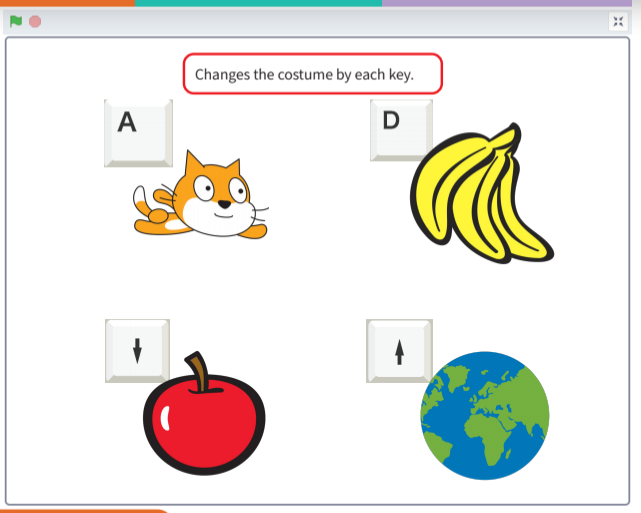 Changes the costume by each key.
A
D
↓
↑